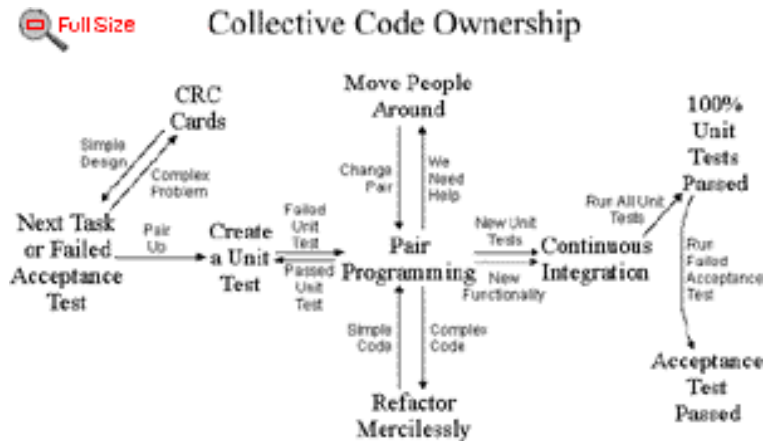 Full Size
Collective Code Ownership
CRC
Cards
Simple
Design
Complex
Problem
Move People
Around
Change
Pair
We
Need
Help
100%
Unit
Tests
Passed
Next Task
or Failed
Acceptance
Test
Pair
Up
Create
a Unit
Test
Failed
Unit
Test
Passed
Unit
Test
Pair
Programming
New Unit
Tests
New
Functionality
Continuous
Integration
Run All Unit
Tests
Run
Failed
Acceptance
Test
Simple
Code
Complex
Code
Refactor
Mercilessly
Acceptance
Test
Passed